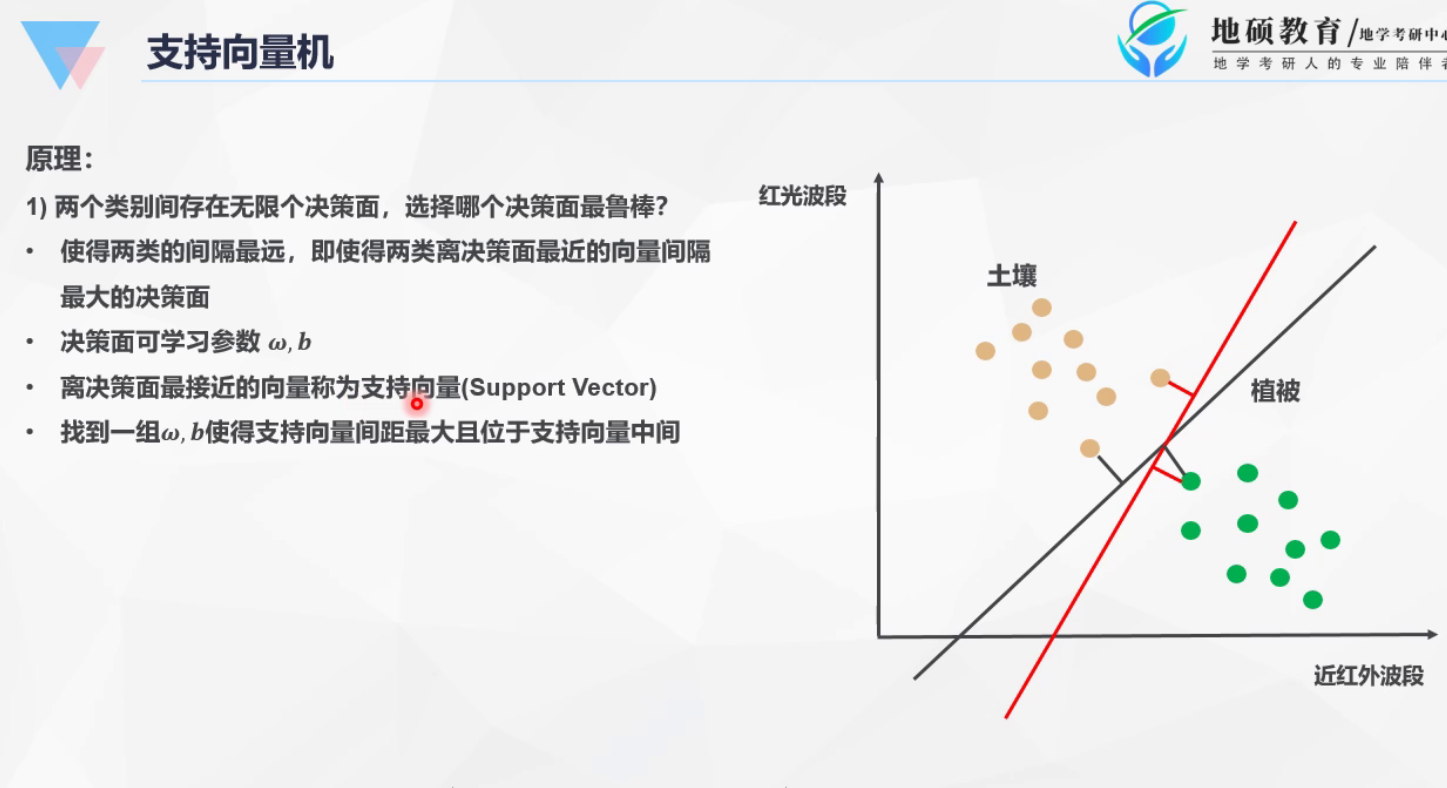 支持向量机
地硕教育/地学考研中心
地学考研人的专业陪伴者
原理：
1) 两个类别间存在无限个决策面，选择哪个决策面最鲁棒？
• 使得两类的间隔最远，即使得两类离决策面最近的向量间隔
最大的决策面
• 决策面可学习参数 ω, b
• 离决策面最接近的向量称为支持向量(Support Vector)
• 找到一组ω, b使得支持向量间距最大且位于支持向量中间
红光波段
土壤
植被
近红外波段